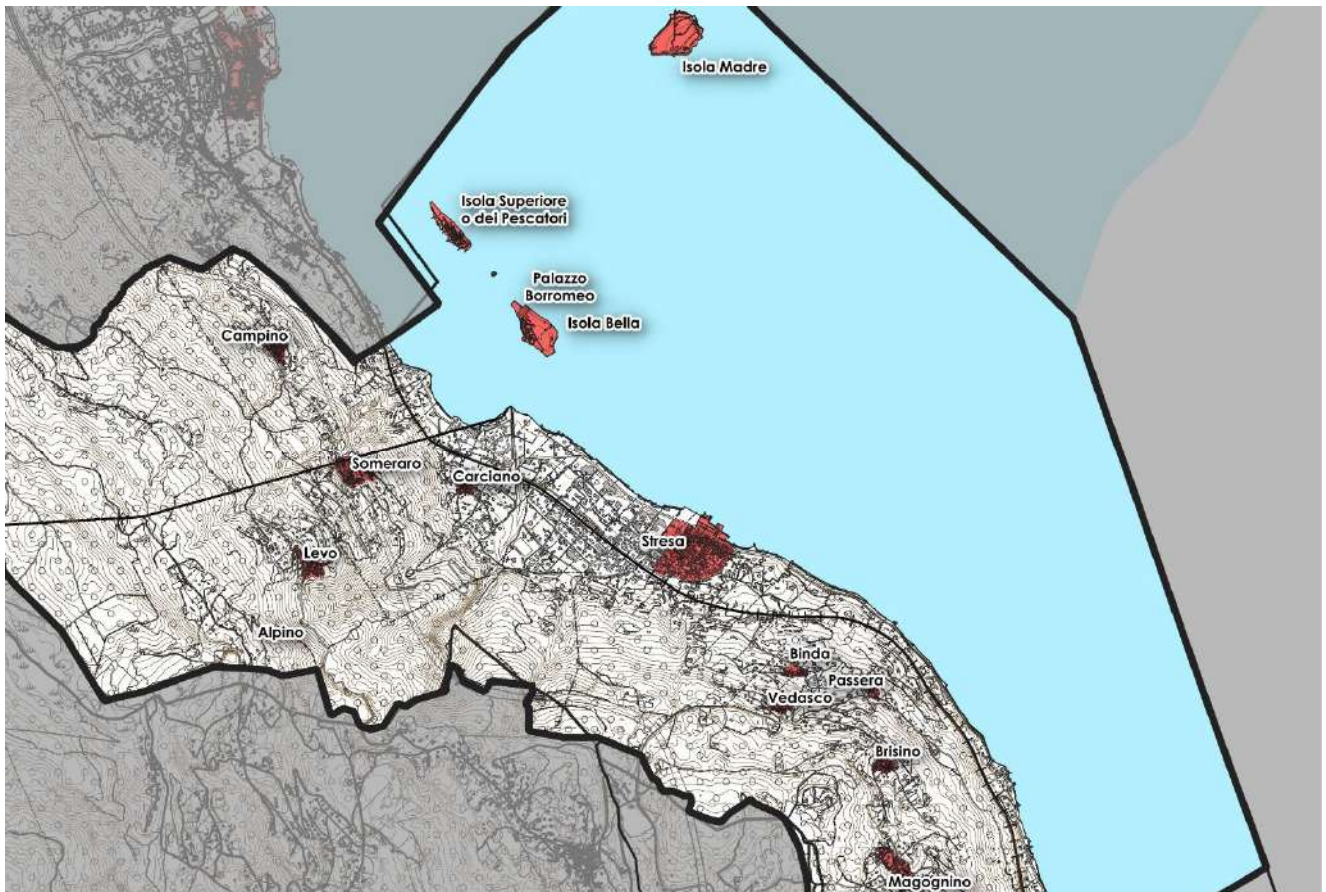 Isola Madre
Isola Superiore
o dei Pescatori
Palazzo
Borromeo
Isola Bella
Campino
Someraro
Carciano
Stresa
Levo
Alpino
Binda
Passera
Vedasco
Brisino
Magognino